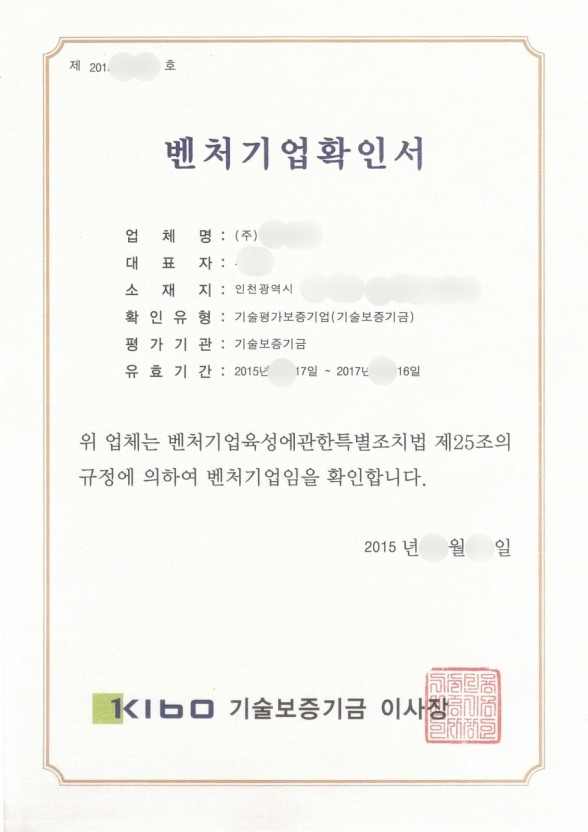 제 201 호
벤처기업확인서
업 체 명 : (주)
대 표 자 :
소 재 지 : 인천광역시
확 인 유 형 : 기술평가보증기업(기술보증기금)
평 가 기 관 : 기술보증기금
유 효 기 간 : 2015년 17일 ~ 2017년 16일
위 업체는 벤처기업육성에관한특별조치법 제25조의
규정에 의하여 벤처기업임을 확인합니다.
2015 년 월 일
KIBO 기술보증기금 이사장